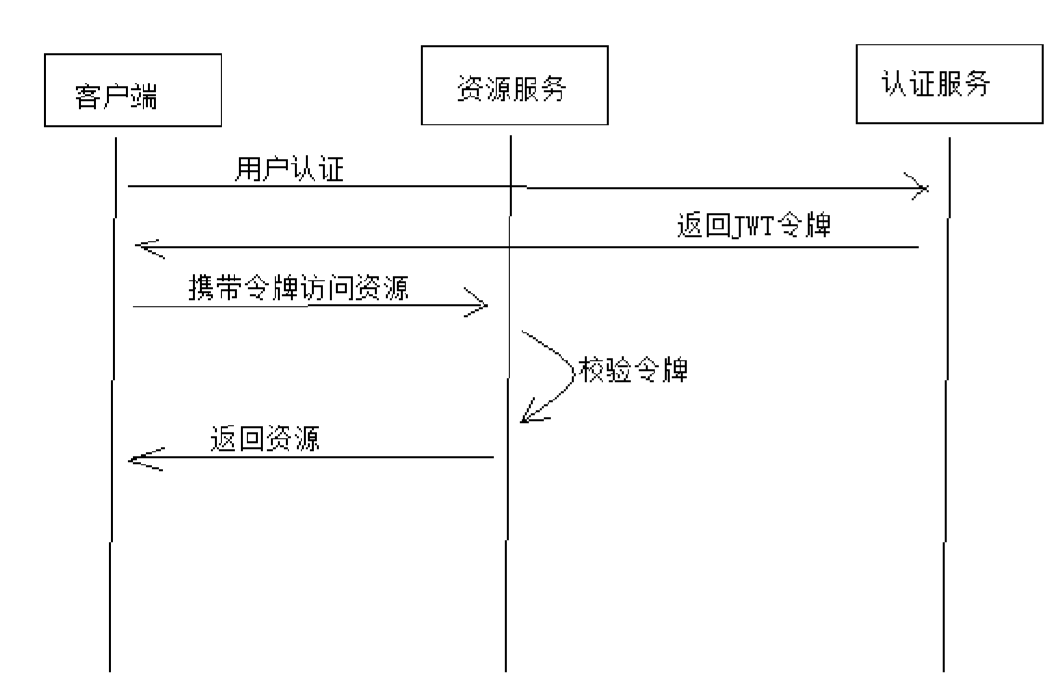 客户端
资源服务
认证服务
用户认证
返回JWT令牌
携带令牌访问资源
校验令牌
返回资源